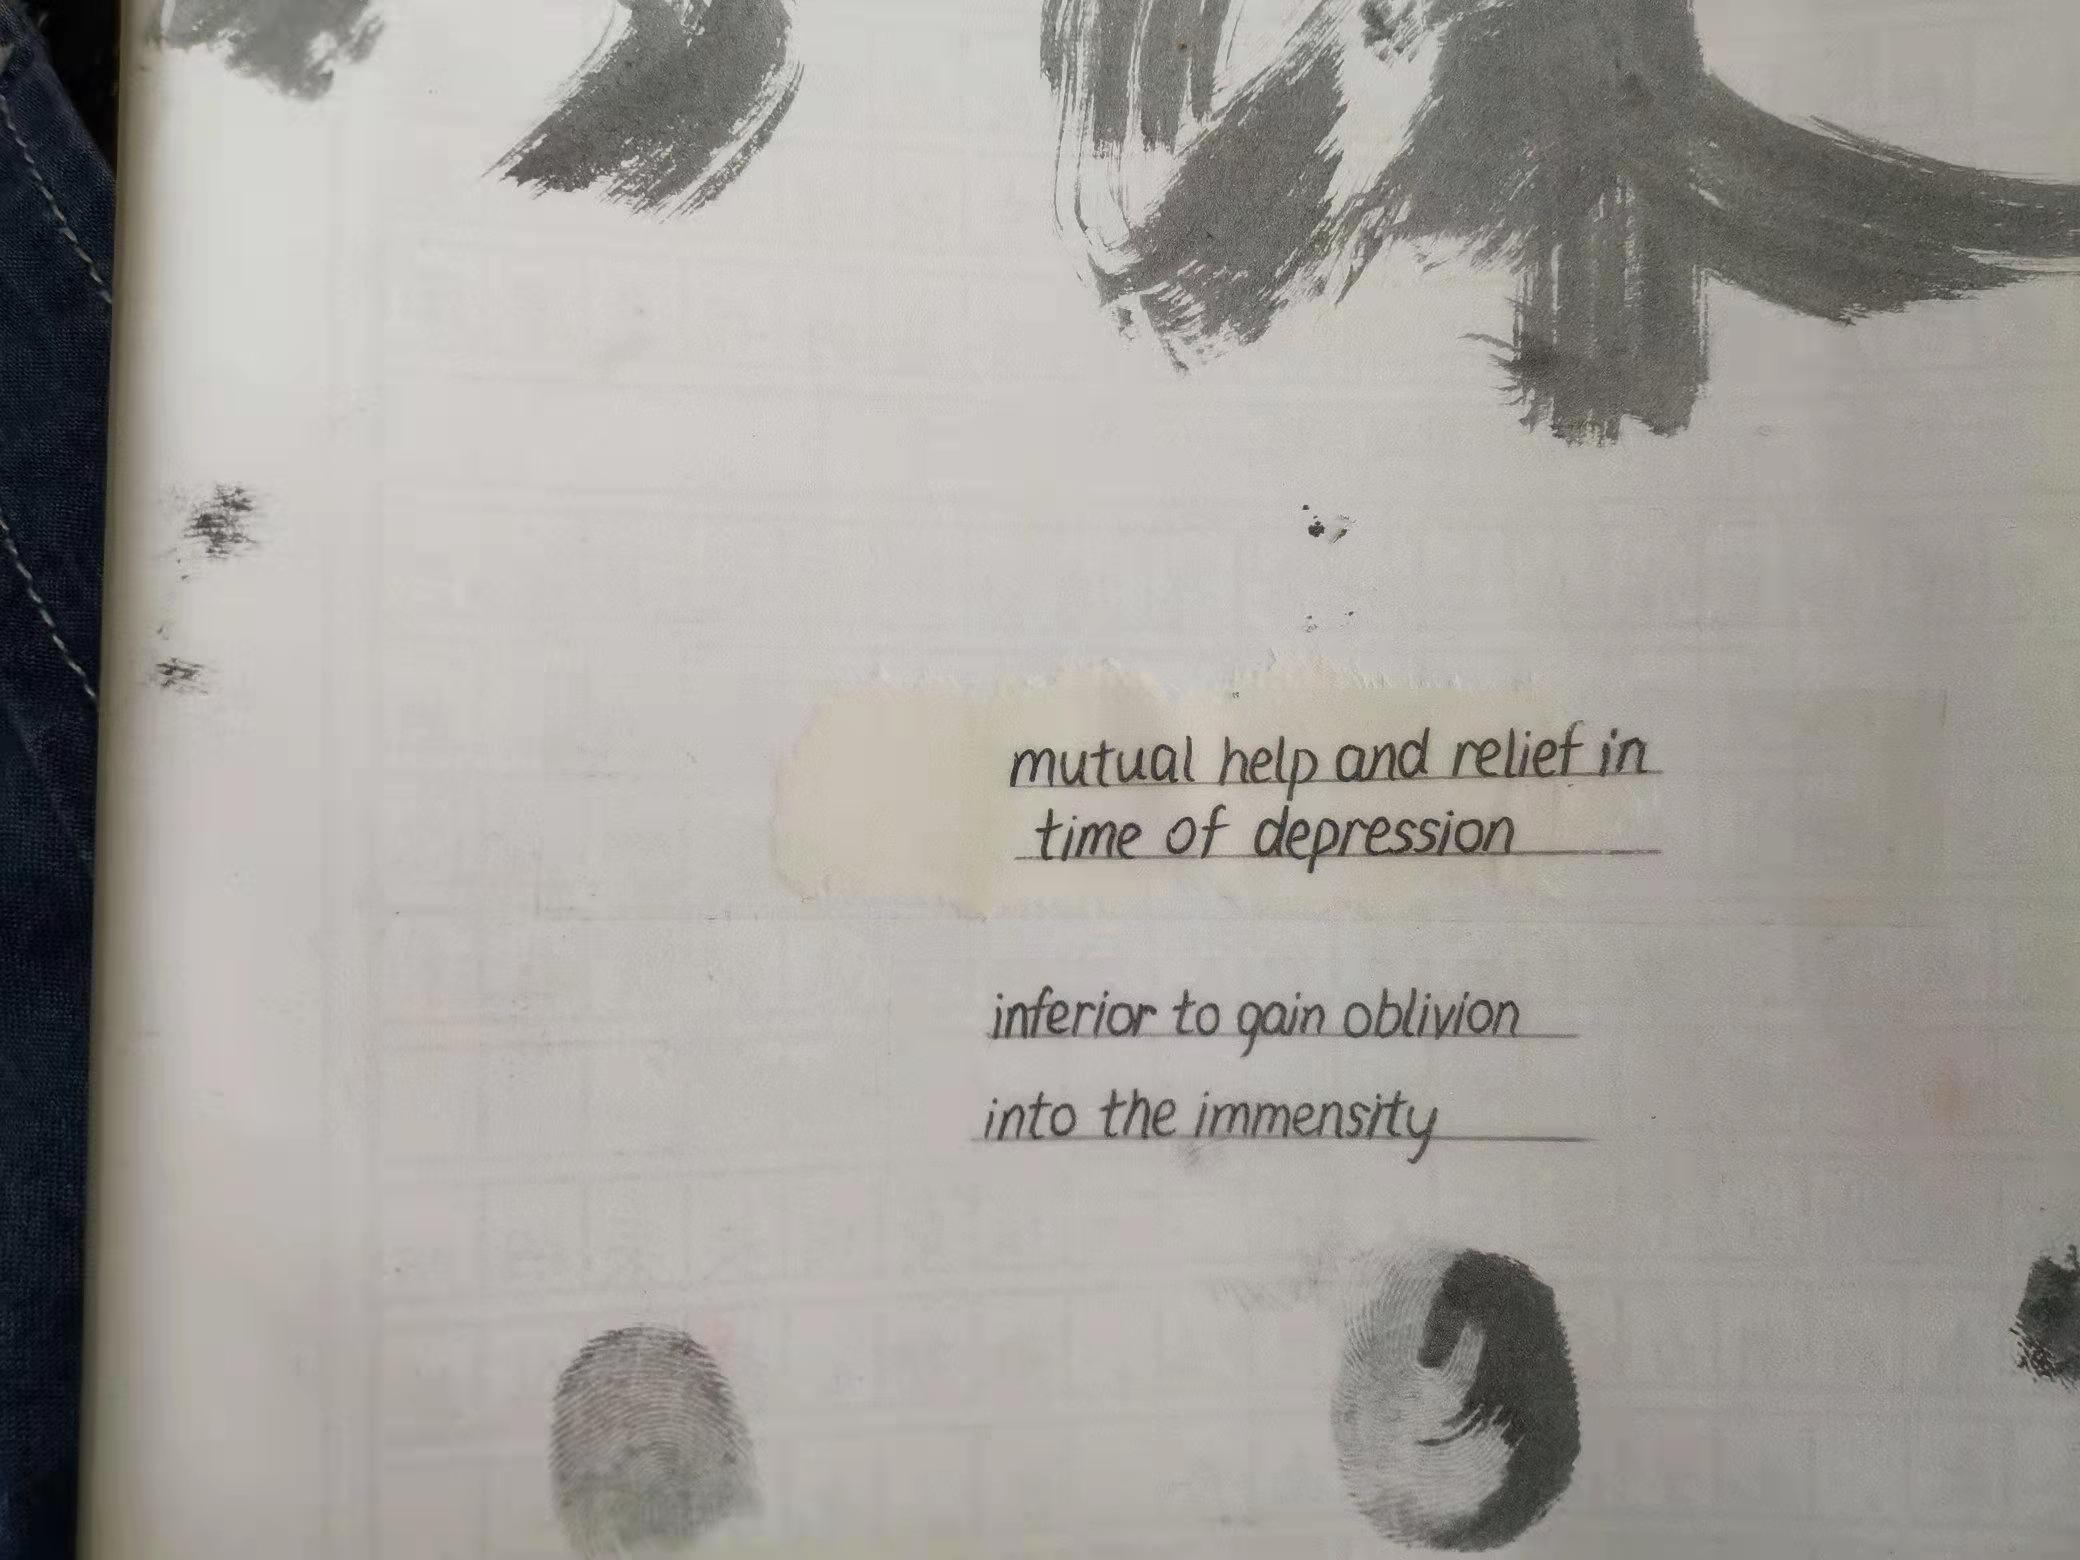 mutual help and relief in
time of depression
inferior to gain oblivion
into the immensity